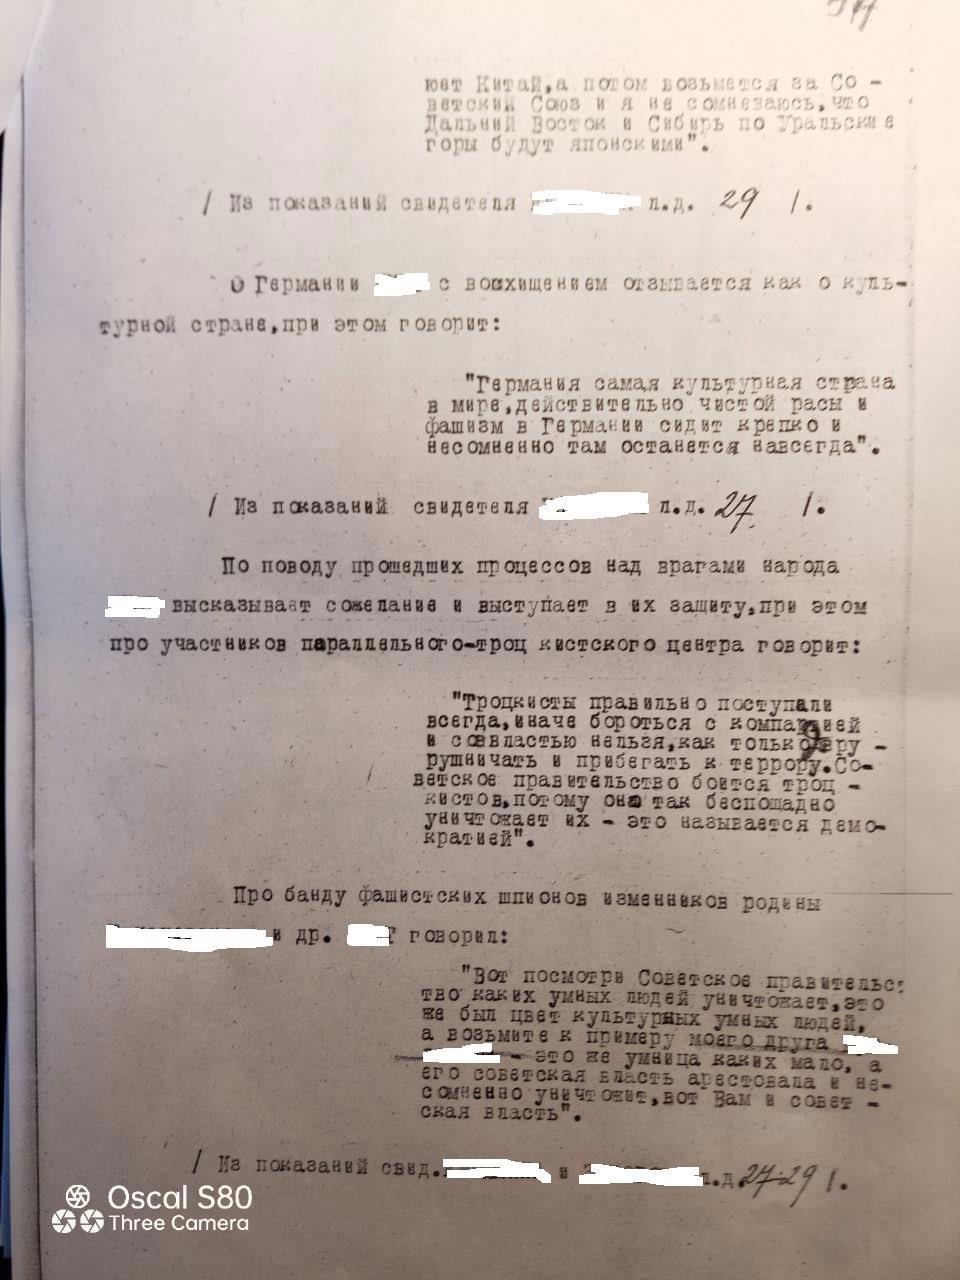 юет Китай,а потом возьмется за Со -
ветский Союз и я не сомневаюсь,что
Дальний Восток и Сибирь по Уральские
горы будут японскими".
/ Из показаний свидетеля л.д. 29 /.
О Германии с восхищением отзывается как о куль-
турной стране,при этом говорит:
"Германия самая культурная страна
в мире,действительно чистой расы и
фашизм в Германии сидит крепко и
несомненно там останется навсегда".
/ Из показаний свидетеля л.д. 27 /.
По поводу прошедших процессов над врагами народа
высказывает сожелание и выступает в их защиту,при этом
про участников параллельного-троц кистского центра говорит:
"Троцкисты правильно поступали
всегда,иначе бороться с компартией
и соввластью нельзя,как только ору -
рушничать и прибегать к террору.Со-
ветское правительство боится троц -
кистов,потому оно так беспощадно
уничтожает их - это называется демо-
кратией".
Про банду фашистских шпионов изменников родины
и др. говорил:
"Вот посмотри Советское правительс
тво каких умных людей уничтожает,это
же был цвет культурных умных людей,
а возьмите к примеру моего друга
- это же умница каких мало, а
его советская власть арестовала и не-
сомненно уничтожит,вот Вам и совет -
ская власть".
/ Из показаний свид. и л.д.27-29 /.
Oscal S80
Three Camera